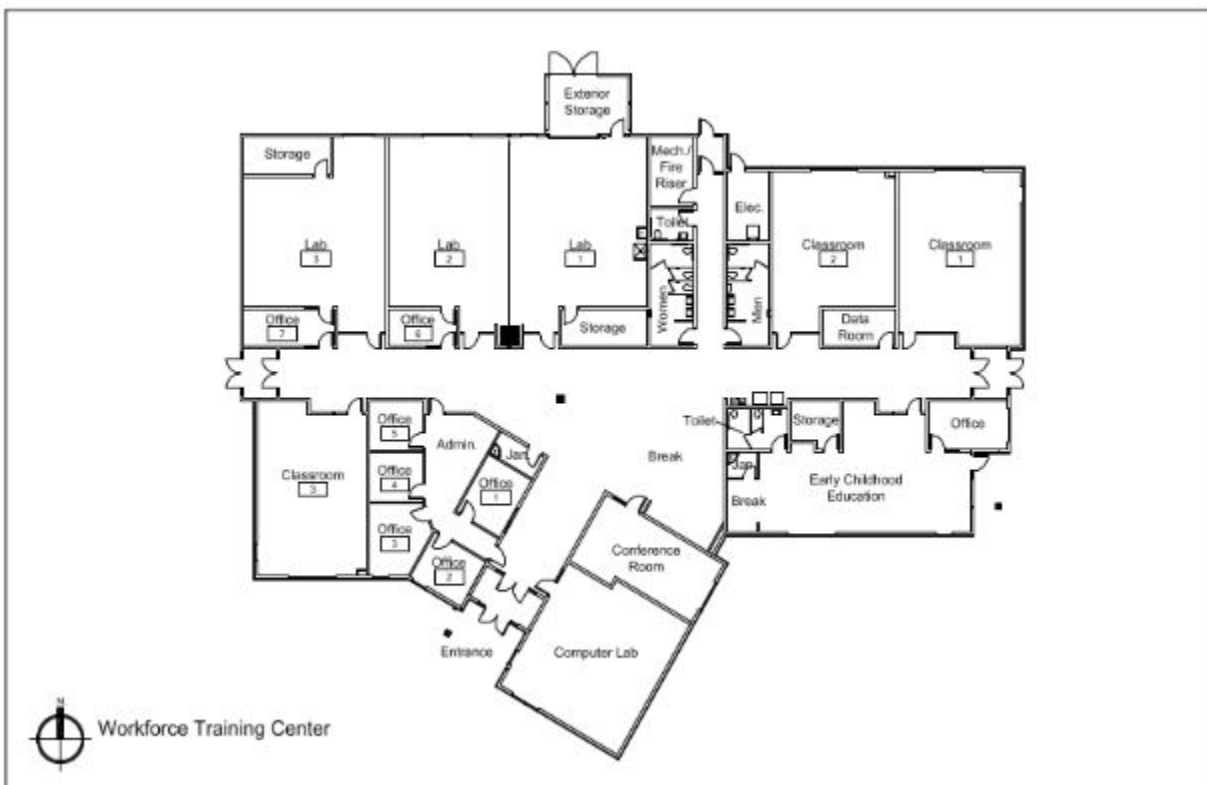 Exterior
Storage
Storage
Mech./
Fire
Riser
Toilet
Elec.
Lab
3
Lab
2
Lab
1
Classroom
2
Classroom
1
Women
Men
Office
7
Office
6
Storage
Data
Room
Office
5
Admin.
Jan.
Break
Toilet
Storage
Office
Classroom
3
Office
4
Office
1
Jan.
Early Childhood
Education
Break
Office
3
Office
2
Conference
Room
Computer Lab
Entrance
N
Workforce Training Center